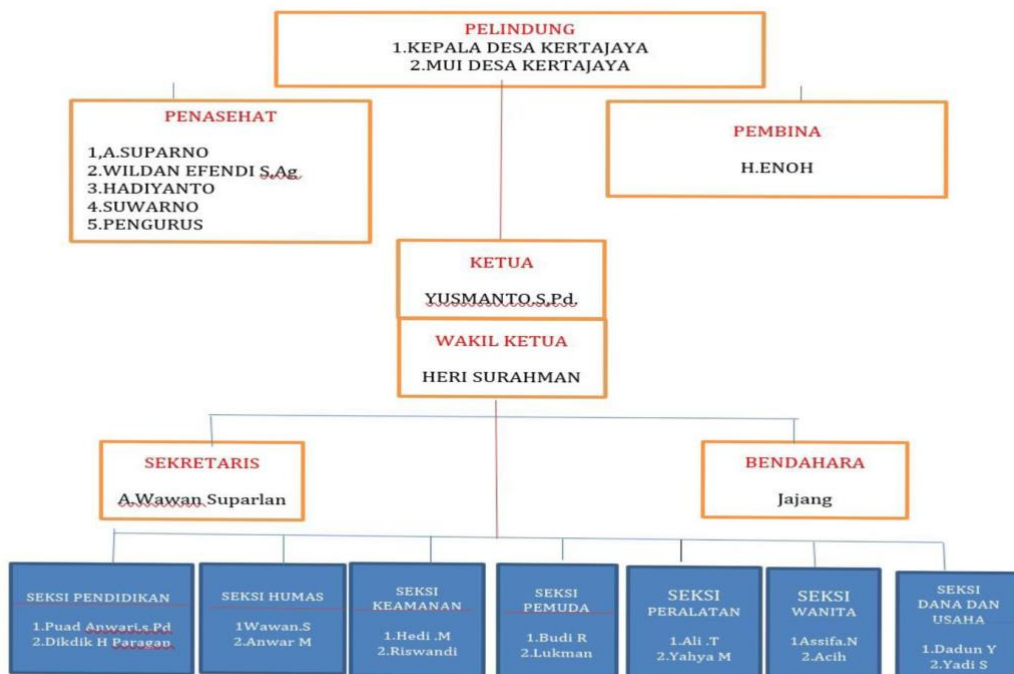 PELINDUNG
1.KEPALA DESA KERTAJAYA
2.MUI DESA KERTAJAYA
PENASEHAT
1,A.SUPARNO
2.WILDAN EFENDI S,Ag
3.HADIYANTO
4.SUWARNO
5.PENGURUS
PEMBINA
H.ENOH
KETUA
YUSMANTO.S,Pd.
WAKIL KETUA
HERI SURAHMAN
SEKRETARIS
A.Wawan Suparlan
BENDAHARA
Jajang
SEKSI PENDIDIKAN
1.Puad Anwari,s.Pd
2.Dikdik H Paragan
SEKSI HUMAS
1Wawan.S
2.Anwar M
SEKSI
KEAMANAN
1.Hedi .M
2.Riswandi
SEKSI
PEMUDA
1.Budi R
2.Lukman
SEKSI
PERALATAN
1.Ali .T
2.Yahya M
SEKSI
WANITA
1Assifa.N
2.Acih
SEKSI
DANA DAN
USAHA
1.Dadun Y
2.Yadi S